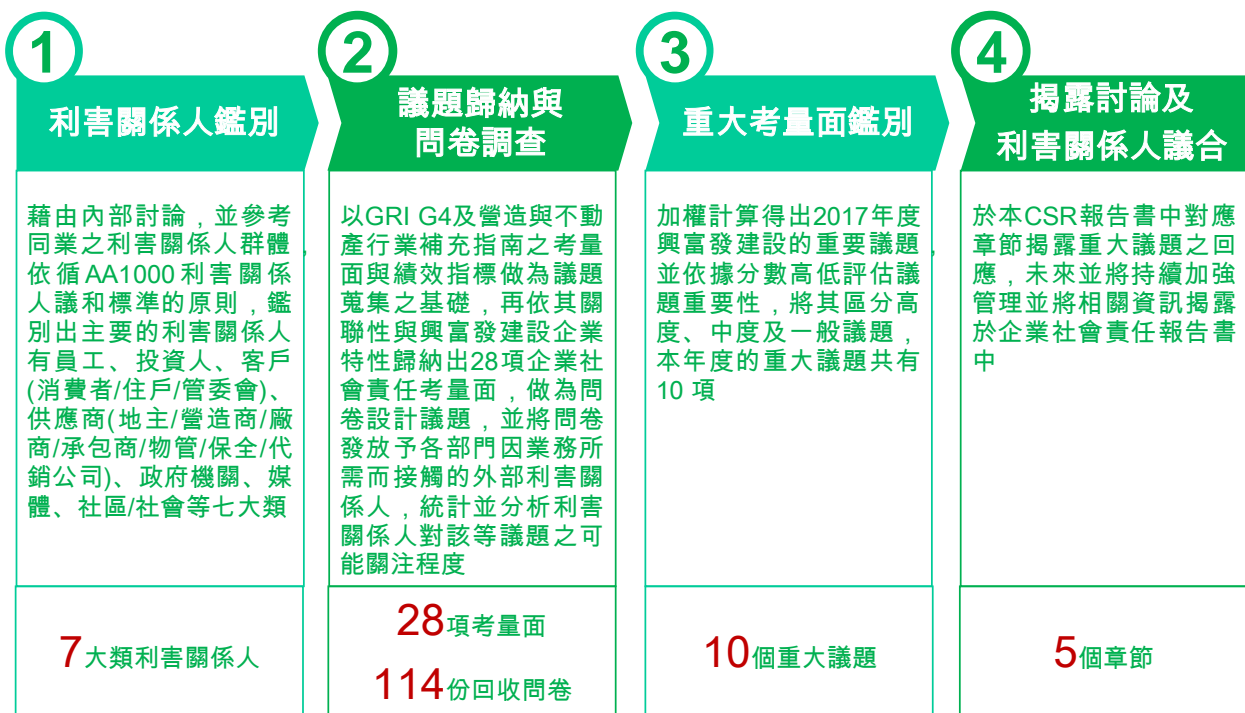 1
利害關係人鑑別
藉由內部討論，並參考
同業之利害關係人群體，
依循AA1000利害關係
人議和標準的原則，鑑
別出主要的利害關係人
有員工、投資人、客戶
(消費者/住戶/管委會)、
供應商(地主/營造商/廠
商/承包商/物管/保全/代
銷公司)、政府機關、媒
體、社區/社會等七大類
7大類利害關係人
2
議題歸納與
問卷調查
以GRI G4及營造與不動
產行業補充指南之考量
面與績效指標做為議題
蒐集之基礎，再依其關
聯性與興富發建設企業
特性歸納出28項企業社
會責任考量面，做為問
卷設計議題，並將問卷
發放予各部門因業務所
需而接觸的外部利害關
係人，統計並分析利害
關係人對該等議題之可
能關注程度
28項考量面
114份回收問卷
3
重大考量面鑑別
加權計算得出2017年度
興富發建設的重要議題，
並依據分數高低評估議
題重要性，將其區分高
度、中度及一般議題，
本年度的重大議題共有
10 項
10個重大議題
4
揭露討論及
利害關係人議合
於本CSR報告書中對應
章節揭露重大議題之回
應，未來並將持續加強
管理並將相關資訊揭露
於企業社會責任報告書
中
5個章節